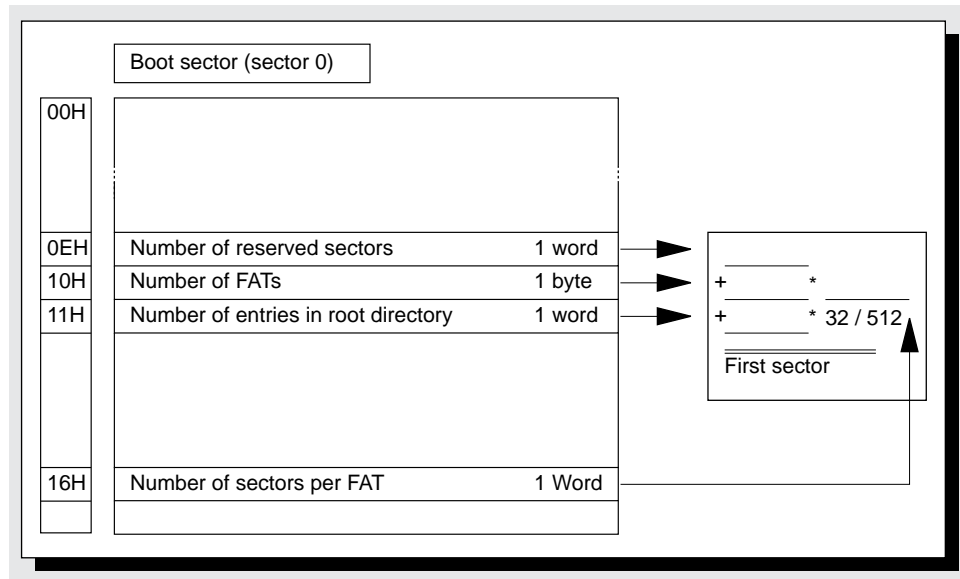 Boot sector (sector 0)
00H
0EH Number of reserved sectors 1 word
10H Number of FATs 1 byte + *
11H Number of entries in root directory 1 word + * 32 / 512
First sector
16H Number of sectors per FAT 1 Word